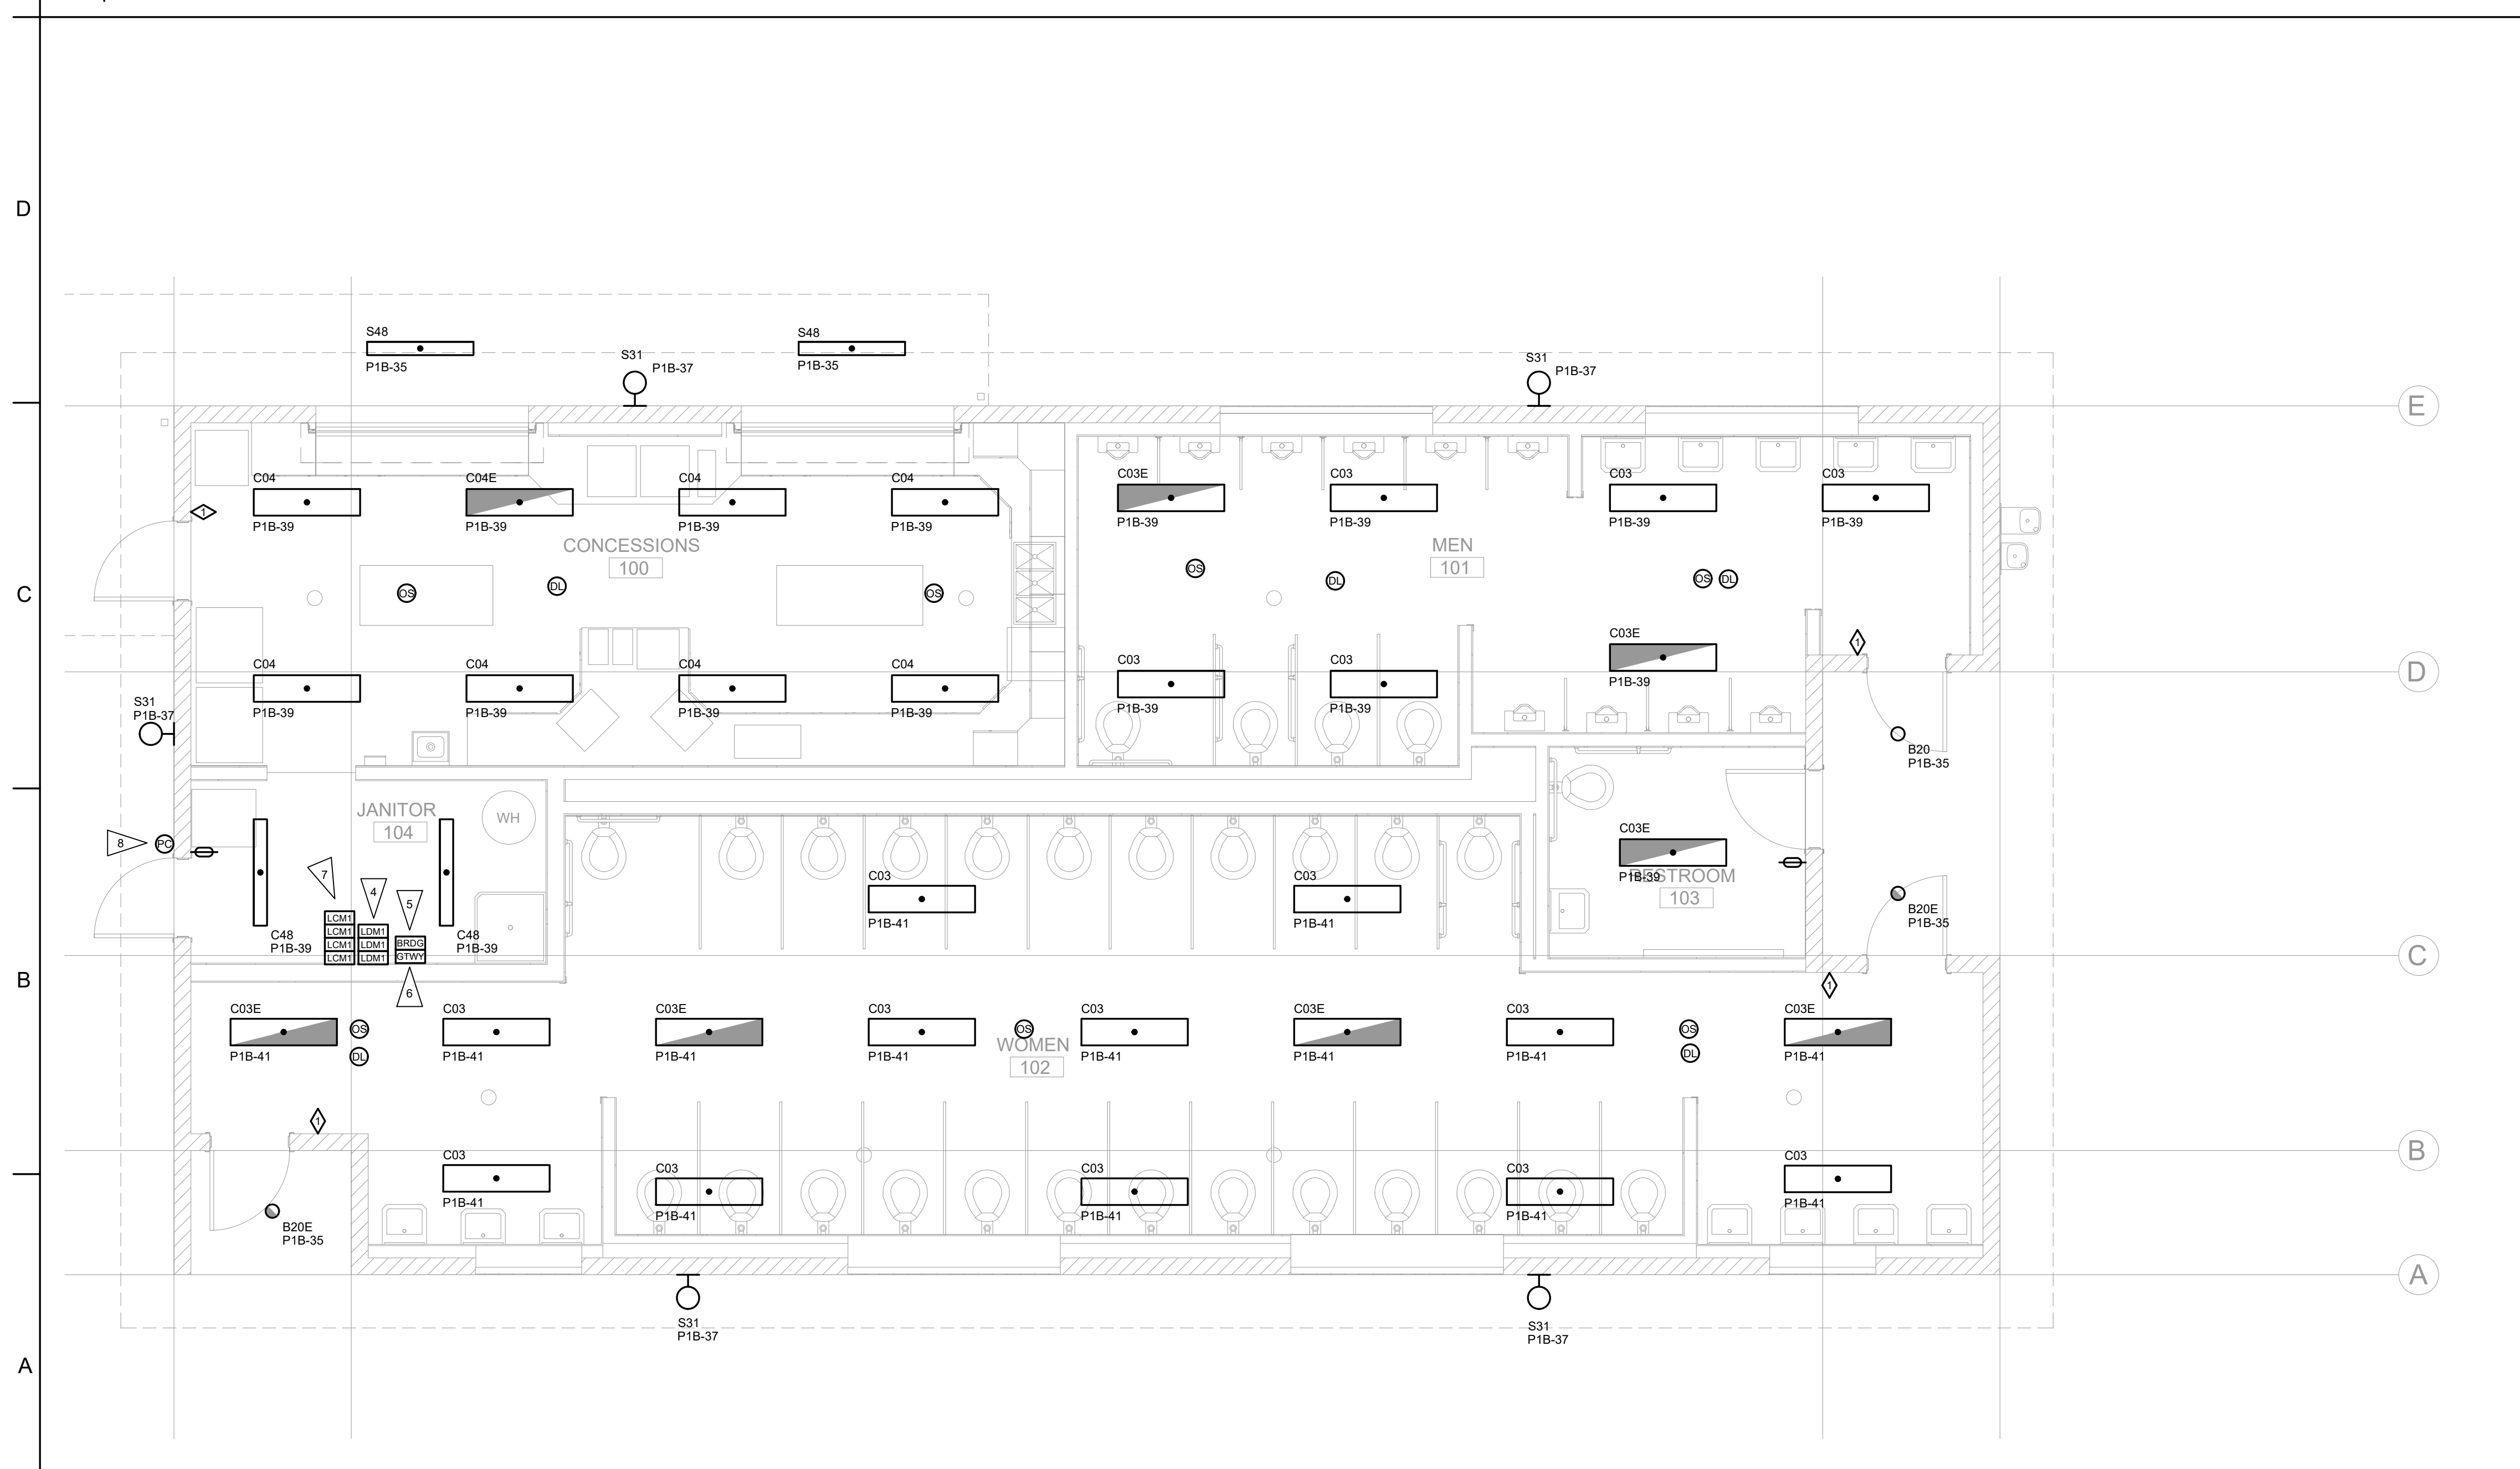 D
S48
P1B-35
S31
P1B-37
S48
P1B-35
S31
P1B-37
E
C04
P1B-39
C04E
P1B-39
C04
P1B-39
C04
P1B-39
C03E
P1B-39
C03
P1B-39
C03
P1B-39
C03
P1B-39
1
CONCESSIONS
100
MEN
101
C
OS
DL
OS
OS
DL
OS
DL
C04
P1B-39
C04
P1B-39
C04
P1B-39
C04
P1B-39
C03
P1B-39
C03
P1B-39
C03E
P1B-39
1
D
S31
P1B-37
B20
P1B-35
JANITOR
104
WH
8
PC
7
4
5
C03E
P1B-39
RESTROOM
103
C03
P1B-41
C03
P1B-41
B20E
P1B-35
C48
P1B-39
LCM1
LCM1
LCM1
LCM1
LDM1
LDM1
LDM1
BRDG
GTWY
C48
P1B-39
6
C
B
1
C03E
P1B-41
OS
DL
C03
P1B-41
C03E
P1B-41
C03
P1B-41
OS
WOMEN
102
C03
P1B-41
C03E
P1B-41
C03
P1B-41
OS
DL
C03E
P1B-41
1
B
C03
P1B-41
C03
P1B-41
C03
P1B-41
C03
P1B-41
C03
P1B-41
B20E
P1B-35
A
S31
P1B-37
S31
P1B-37
A